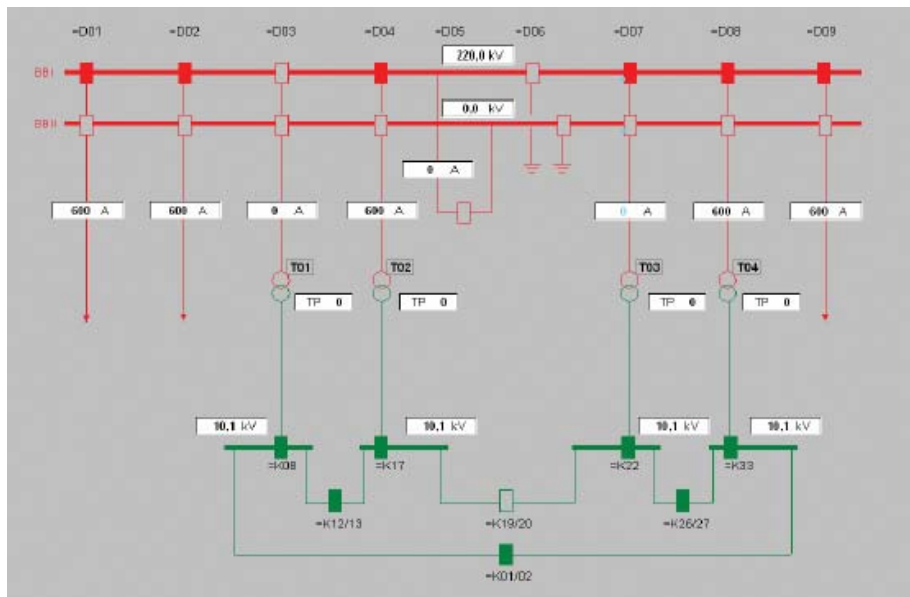 =D01 =D02 =D03 =D04 =D05 =D06 =D07 =D08 =D09
220,0 kV
BB I
0,0 kV
BB II
0 A
600 A 600 A 0 A 600 A 0 A 600 A 600 A
T01 T02 T03 T04
TP 0 TP 0 TP 0 TP 0
10,1 kV 10,1 kV 10,1 kV 10,1 kV
=K08 =K17 =K22 =K33
=K12/13 =K19/20 =K26/27
=K01/02